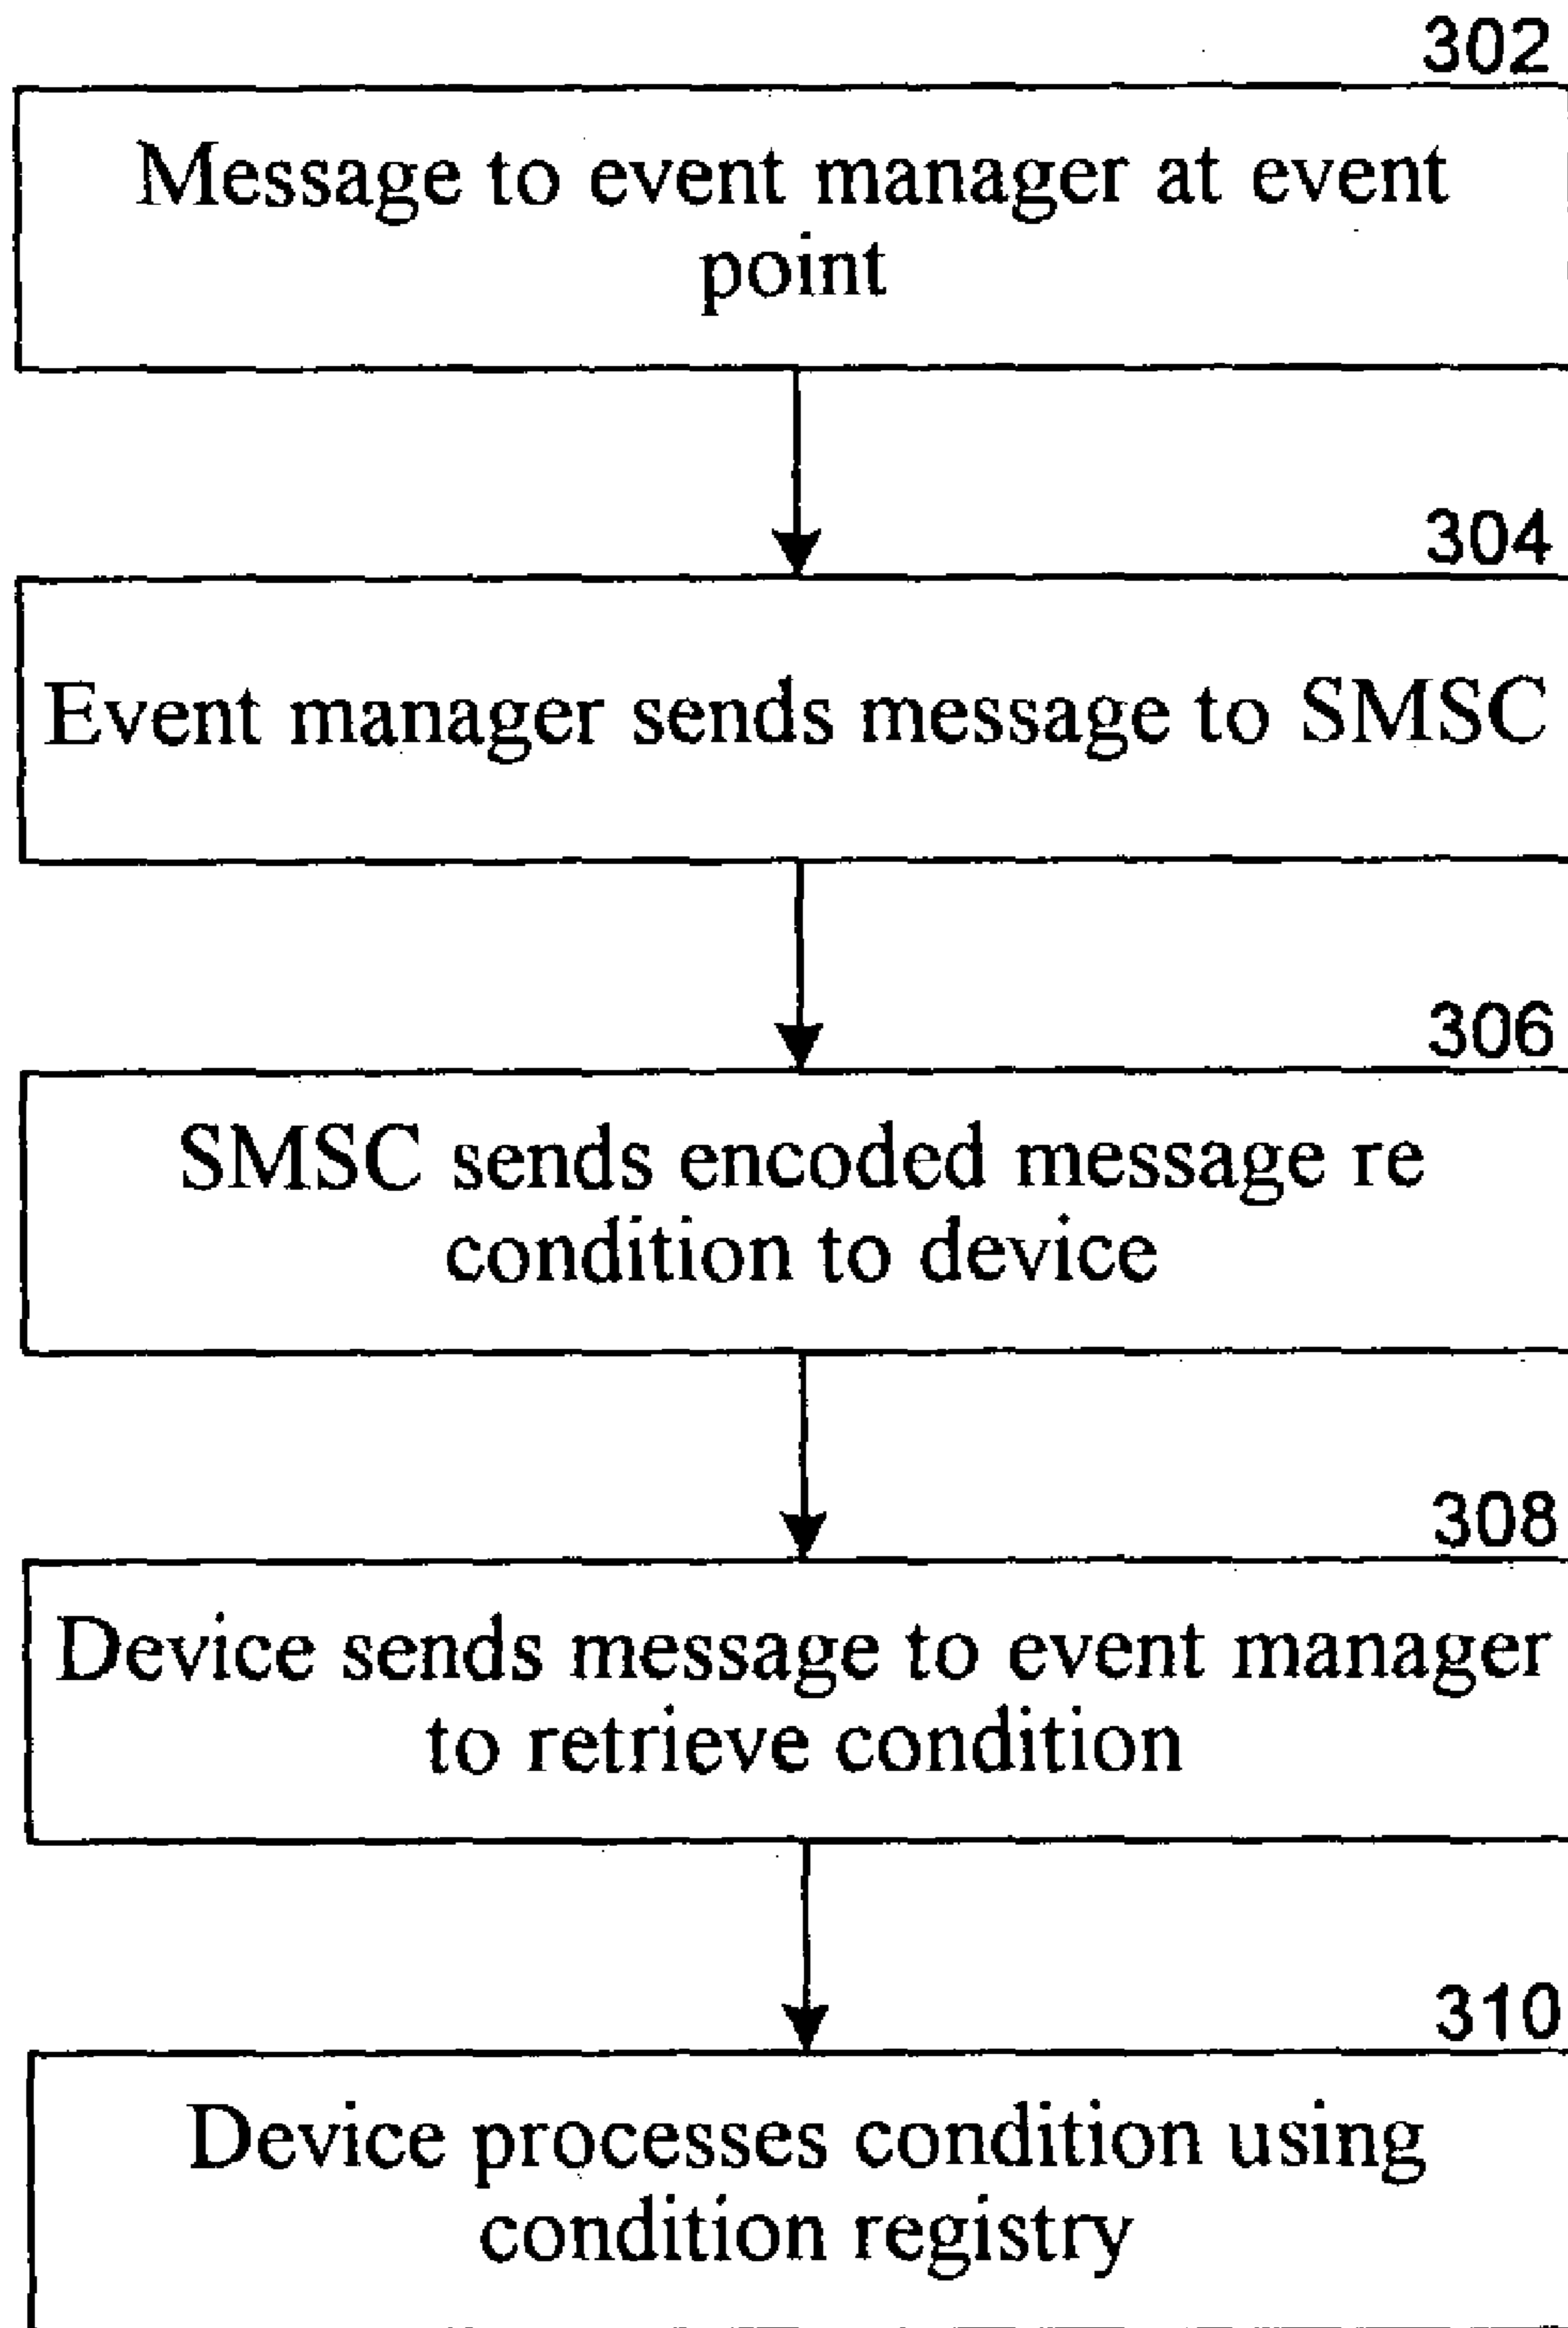 302
Message to event manager at event
point
304
Event manager sends message to SMSC
306
SMSC sends encoded message re
condition to device
308
Device sends message to event manager
to retrieve condition
310
Device processes condition using
condition registry